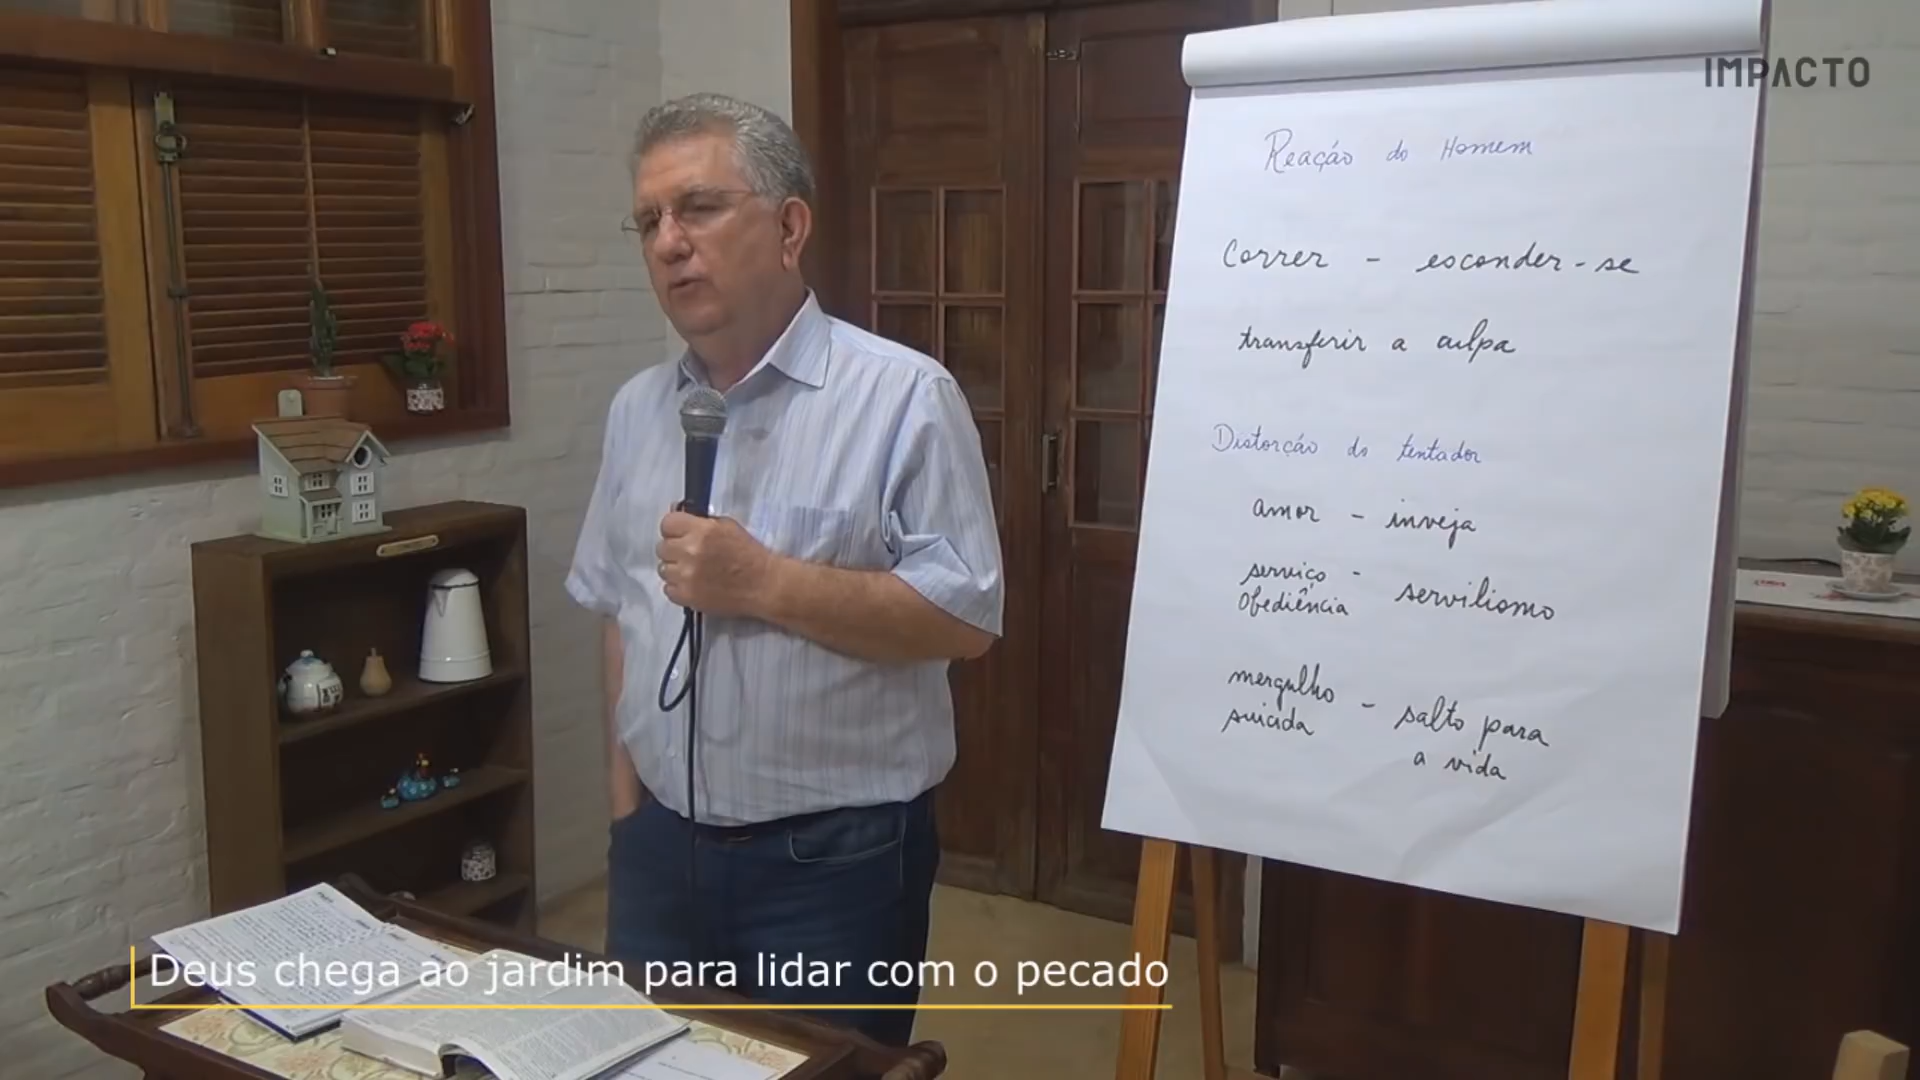 IMPACTO
Reação do Homem
Correr - esconder-se
transferir a culpa
Distorção do tentador
amor - inveja
serviço - servilismo
Obediência
mergulho - salto para
suicida a vida
Deus chega ao jardim para lidar com o pecado